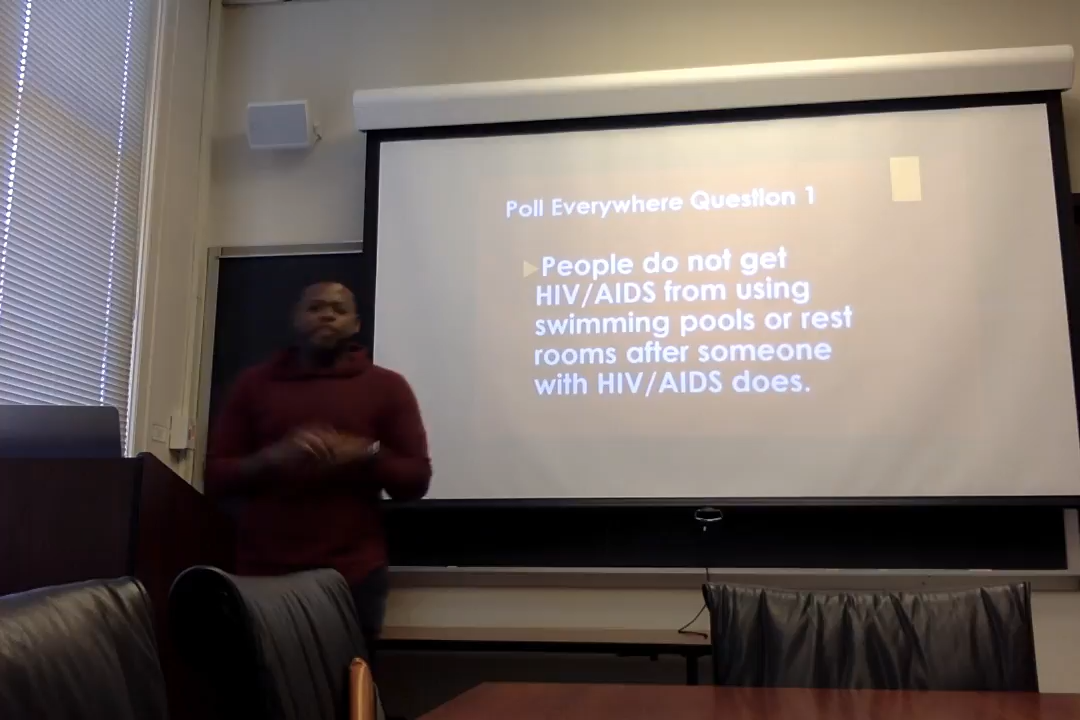 Poll Everywhere Question 1
People do not get
HIV/AIDS from using
swimming pools or rest
rooms after someone
with HIV/AIDS does.